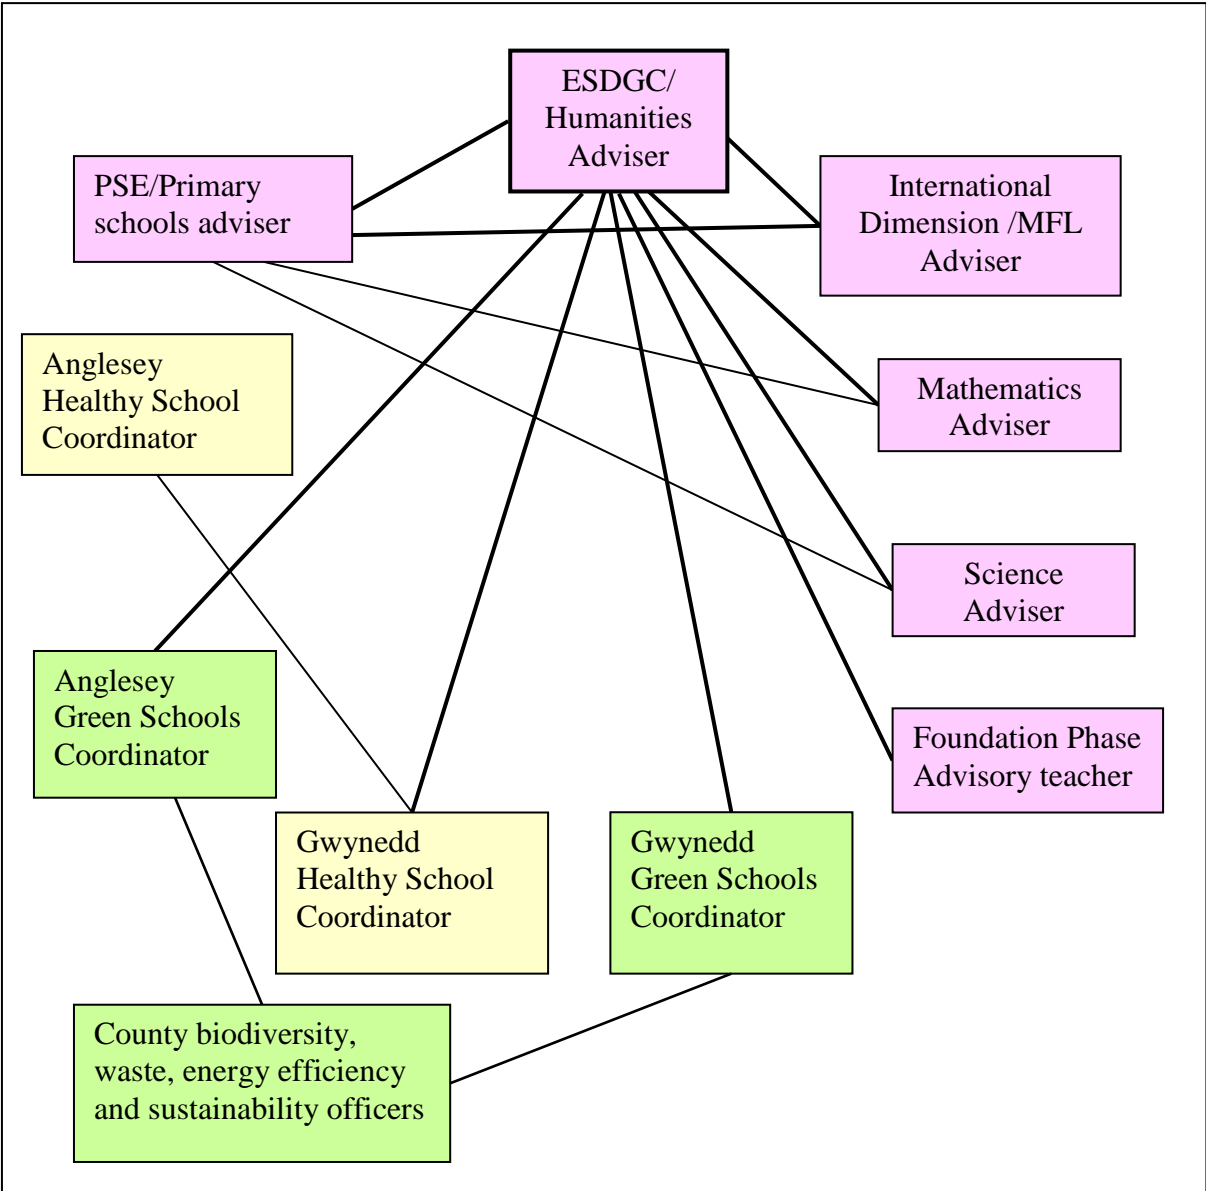 ESDGC/
Humanities
Adviser
PSE/Primary
schools adviser
International
Dimension /MFL
Adviser
Anglesey
Healthy School
Coordinator
Mathematics
Adviser
Science
Adviser
Anglesey
Green Schools
Coordinator
Foundation Phase
Advisory teacher
Gwynedd
Healthy School
Coordinator
Gwynedd
Green Schools
Coordinator
County biodiversity,
waste, energy efficiency
and sustainability officers